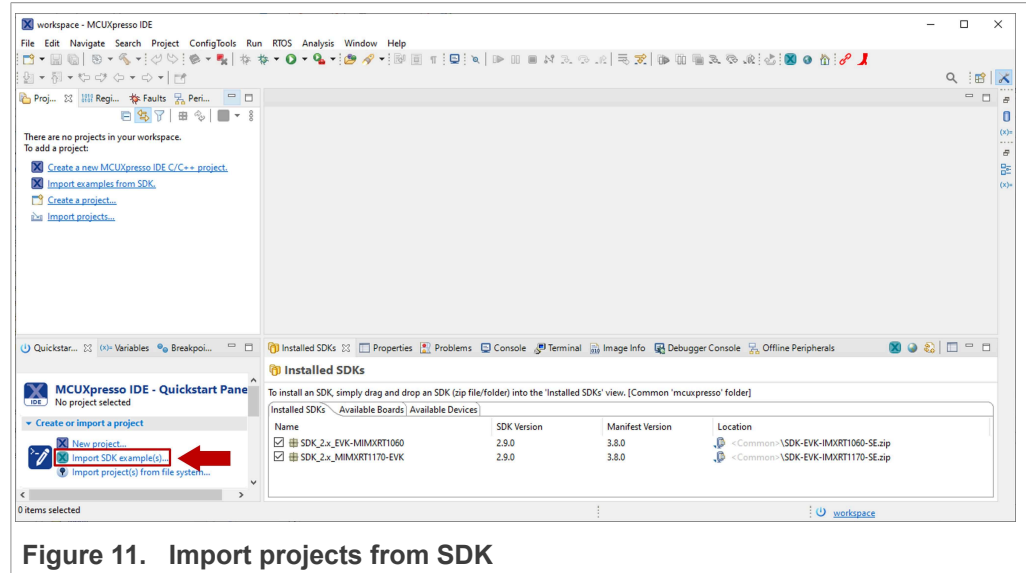 workspace - MCUXpresso IDE
File Edit Navigate Search Project ConfigTools Run RTOS Analysis Window Help
Proj... Regi... Faults Peri...
There are no projects in your workspace.
To add a project:
Create a new MCUXpresso IDE C/C++ project.
Import examples from SDK.
Create a project...
Import projects...
(x)=
(x)=
Quickstar... (x)= Variables Breakpoi...
Installed SDKs Properties Problems Console Terminal Image Info Debugger Console Offline Peripherals
Installed SDKs
To install an SDK, simply drag and drop an SDK (zip file/folder) into the 'Installed SDKs' view. [Common 'mcuxpresso' folder]
Installed SDKs Available Boards Available Devices
Name SDK Version Manifest Version Location
SDK_2.x_EVK-MIMXRT1060 2.9.0 3.8.0 <Common>\SDK-EVK-IMXRT1060-SE.zip
SDK_2.x_MIMXRT1170-EVK 2.9.0 3.8.0 <Common>\SDK-EVK-IMXRT1170-SE.zip
IDE
MCUXpresso IDE - Quickstart Pane
No project selected
Create or import a project
New project...
Import SDK example(s)...
Import project(s) from file system...
0 items selected
workspace
Figure 11. Import projects from SDK